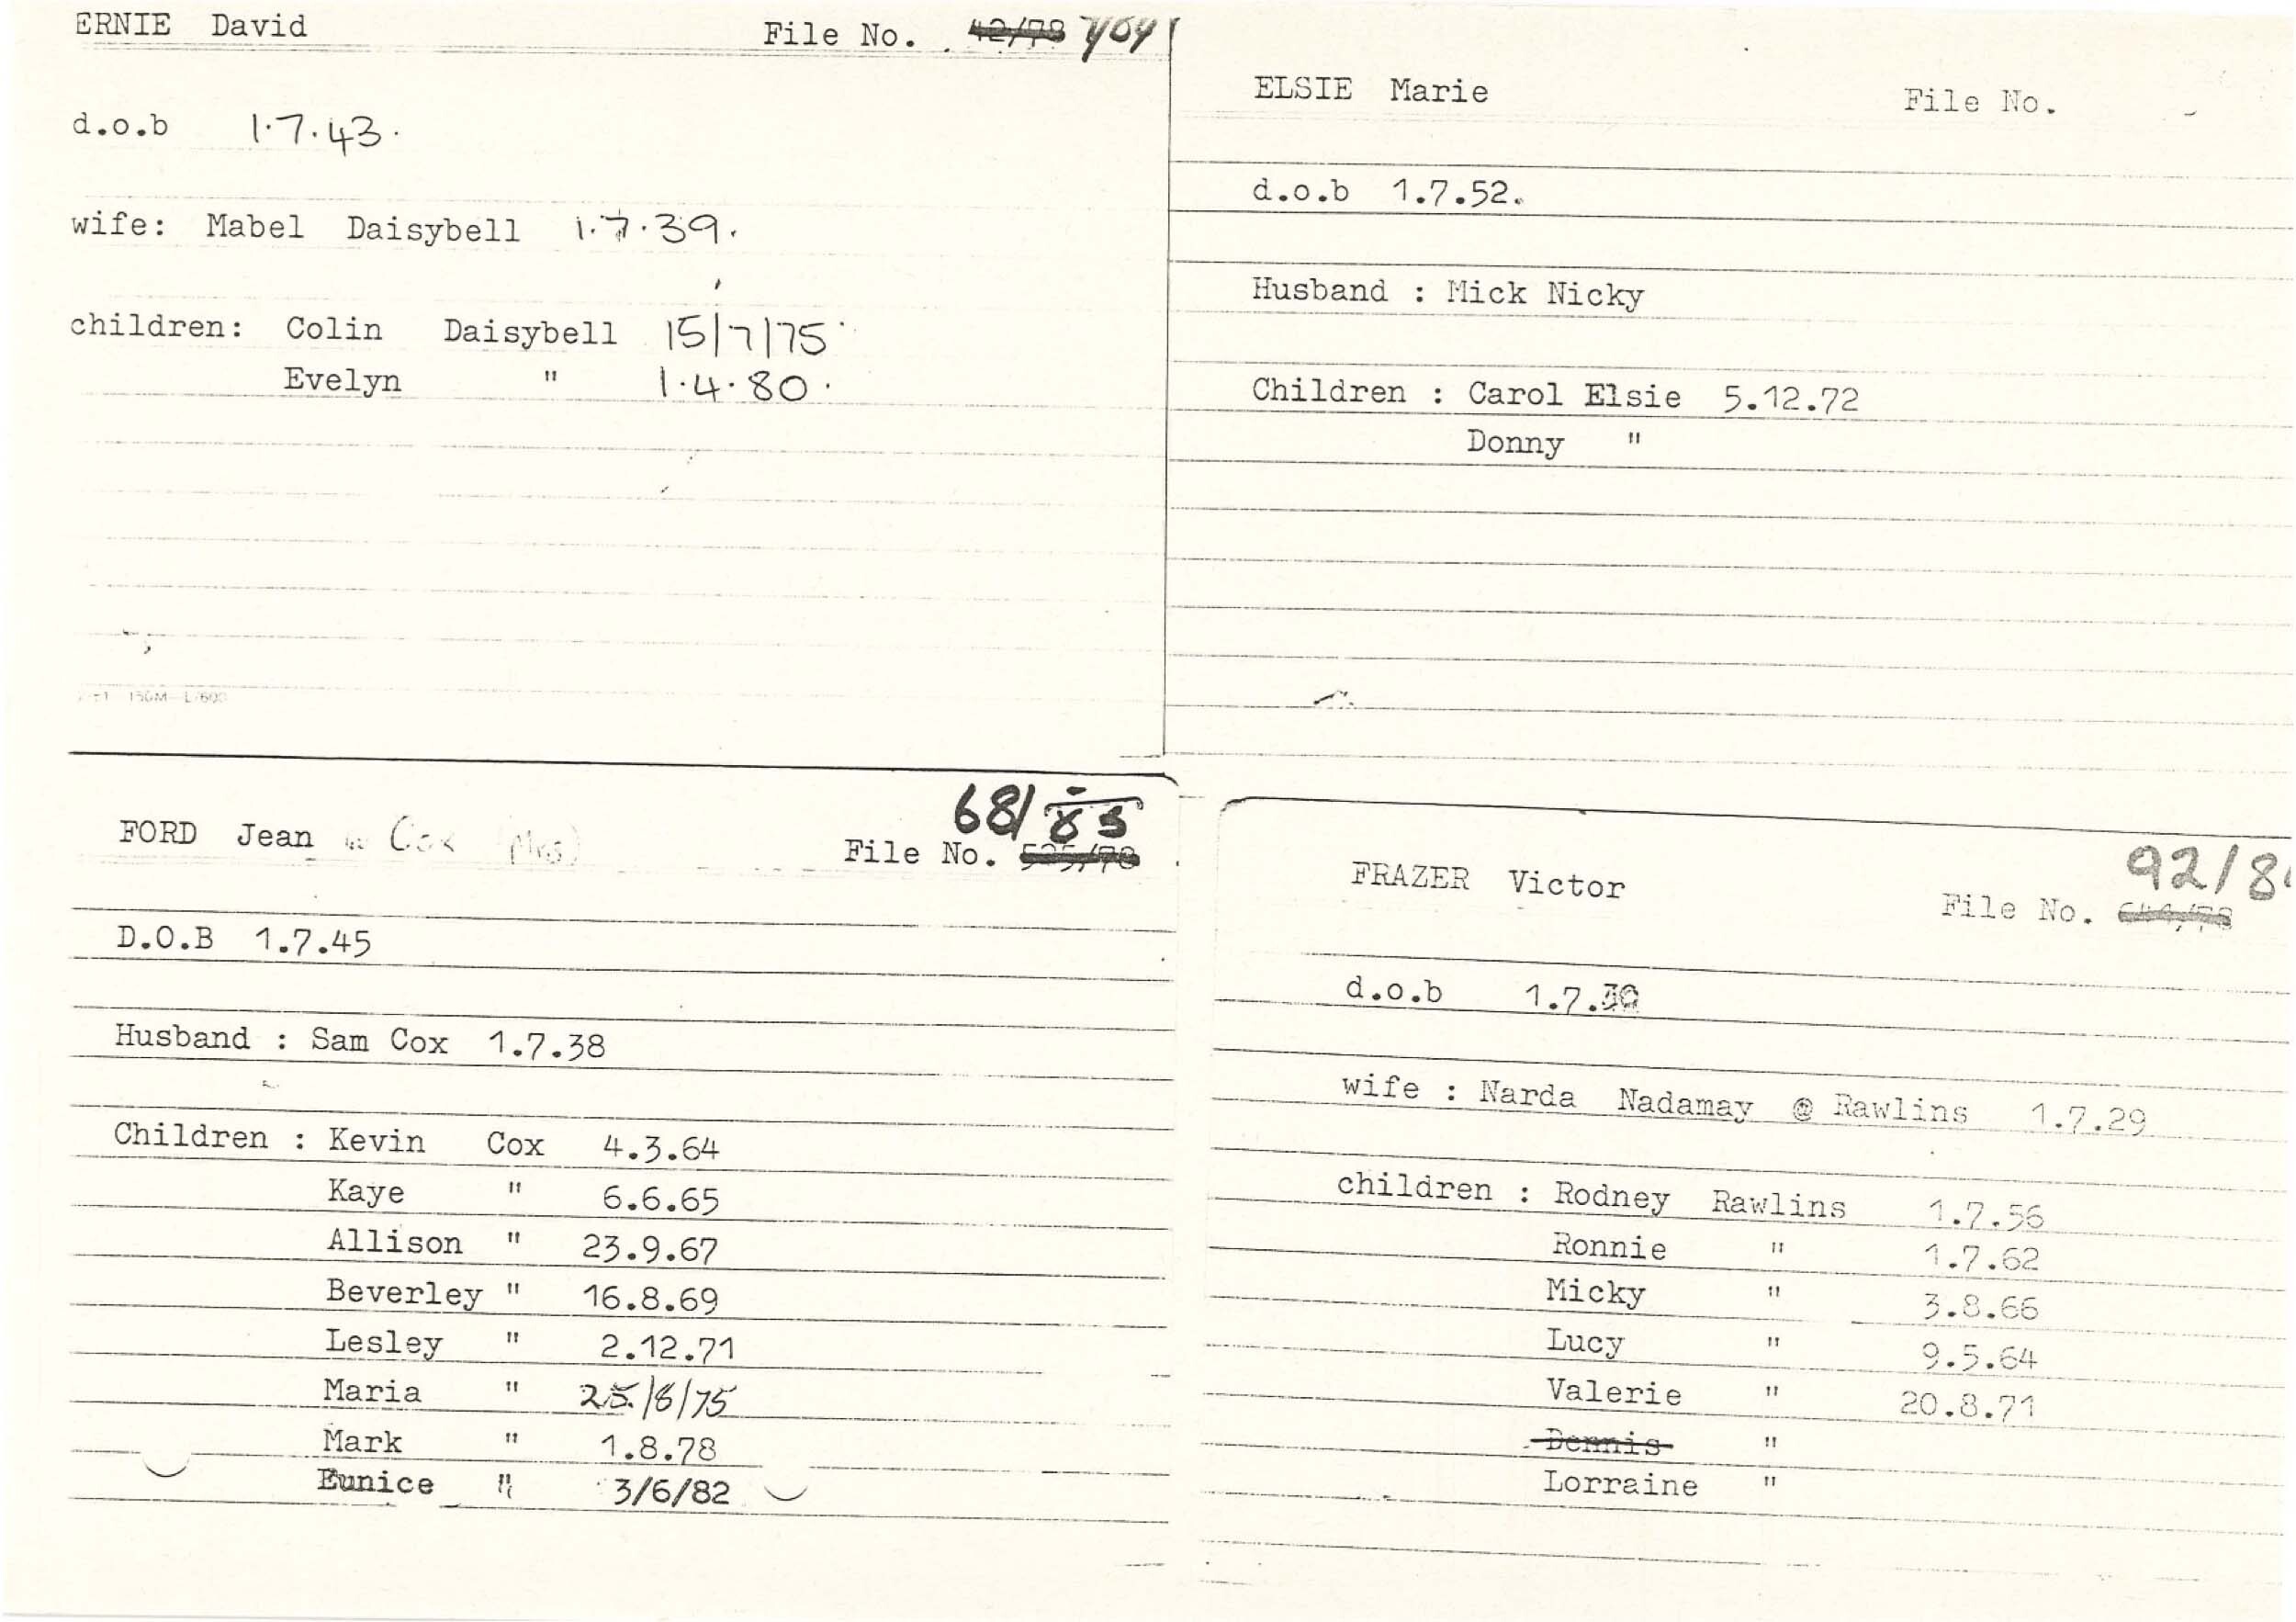 ERNIE David File No. 42/78
d.o.b 1.7.43.
wife: Mabel Daisybell 1.7.39.
children: Colin Daisybell 15/7/75
Evelyn " 1.4.80.
ELSIE Marie File No.
d.o.b 1.7.52.
Husband : Mick Nicky
Children : Carol Elsie 5.12.72
Donny "
68/83
FORD Jean Cox (Mrs) File No.
D.O.B 1.7.45
Husband : Sam Cox 1.7.38
Children : Kevin Cox 4.3.64
Kaye " 6.6.65
Allison " 23.9.67
Beverley " 16.8.69
Lesley " 2.12.71
Maria " 25/8/75
Mark " 1.8.78
Eunice " 3/6/82
92/8
FRAZER Victor File No.
d.o.b 1.7.
wife : Narda Nadamay @ Rawlins 1.7.29
children : Rodney Rawlins 1.7.56
Ronnie " 1.7.62
Micky " 3.8.66
Lucy " 9.5.64
Valerie " 20.8.71
Dennis "
Lorraine "